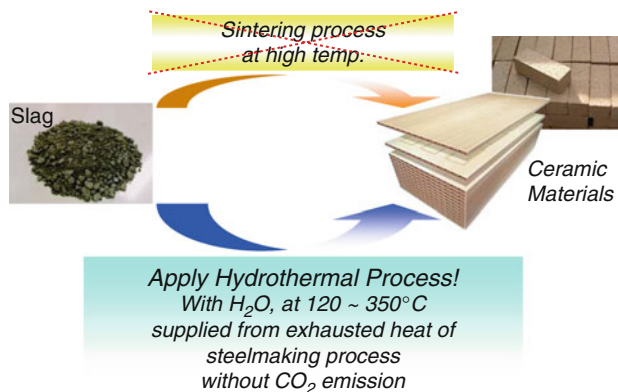 Sintering process
at high temp:
Slag
Ceramic
Materials
Apply Hydrothermal Process!
With H₂O, at 120 ~ 350°C
supplied from exhausted heat of
steelmaking process
without CO₂ emission